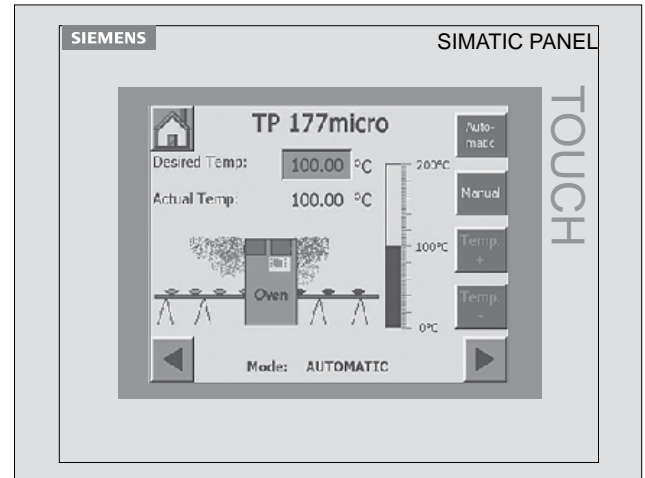 SIEMENS
SIMATIC PANEL
TOUCH
TP 177micro
Auto-
matic
Desired Temp: 100.00 °C
200°C
Actual Temp: 100.00 °C
Manual
100°C
Temp.
+
Oven
Temp.
-
0°C
Mode: AUTOMATIC